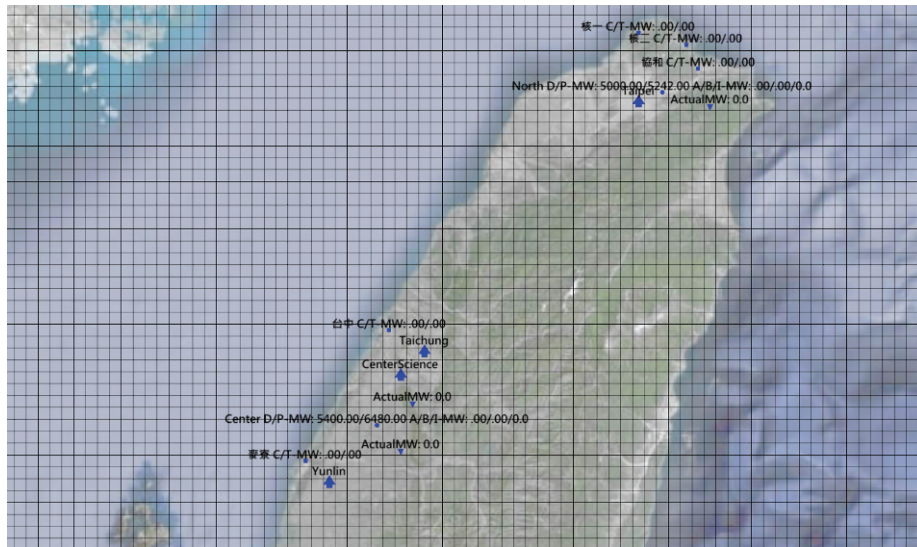 核一 C/T-MW: .00/.00
核二 C/T-MW: .00/.00
協和 C/T-MW: .00/.00
North D/P-MW: 5000.00/5242.00 A/B/I-MW: .00/.00/0.0
Taipei
ActualMW: 0.0
台中 C/T-MW: .00/.00
Taichung
CenterScience
ActualMW: 0.0
Center D/P-MW: 5400.00/6480.00 A/B/I-MW: .00/.00/0.0
ActualMW: 0.0
麥寮 C/T-MW: .00/.00
Yunlin